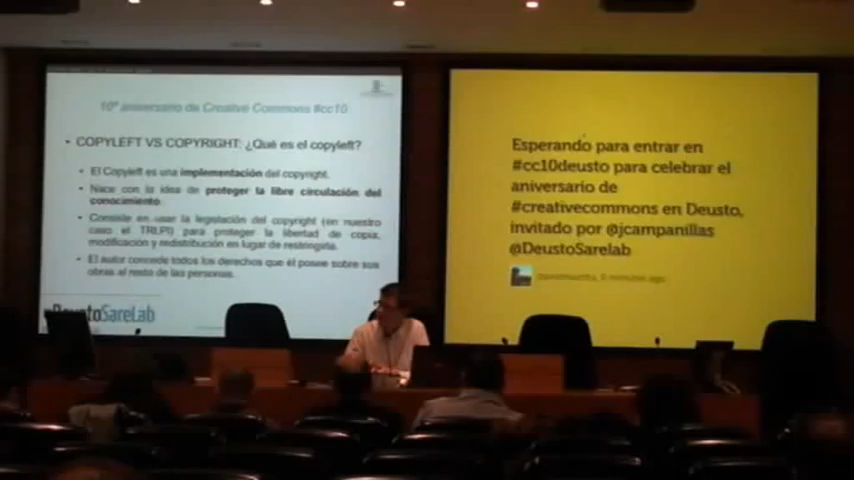 10º aniversario de Creative Commons #cc10
• COPYLEFT VS COPYRIGHT: ¿Qué es el copyleft?
• El Copyleft es una implementación del copyright.
• Nace con la idea de proteger la libre circulación del
conocimiento.
• Consiste en usar la legislación del copyright (en nuestro
caso el TRLPI) para proteger la libertad de copia,
modificación y redistribución en lugar de restringirla.
• El autor concede todos los derechos que él posee sobre sus
obras al resto de las personas.
DeustoSareLab
Esperando para entrar en
#cc10deusto para celebrar el
aniversario de
#creativecommons en Deusto,
invitado por @jcampanillas
@DeustoSarelab
minutes ago